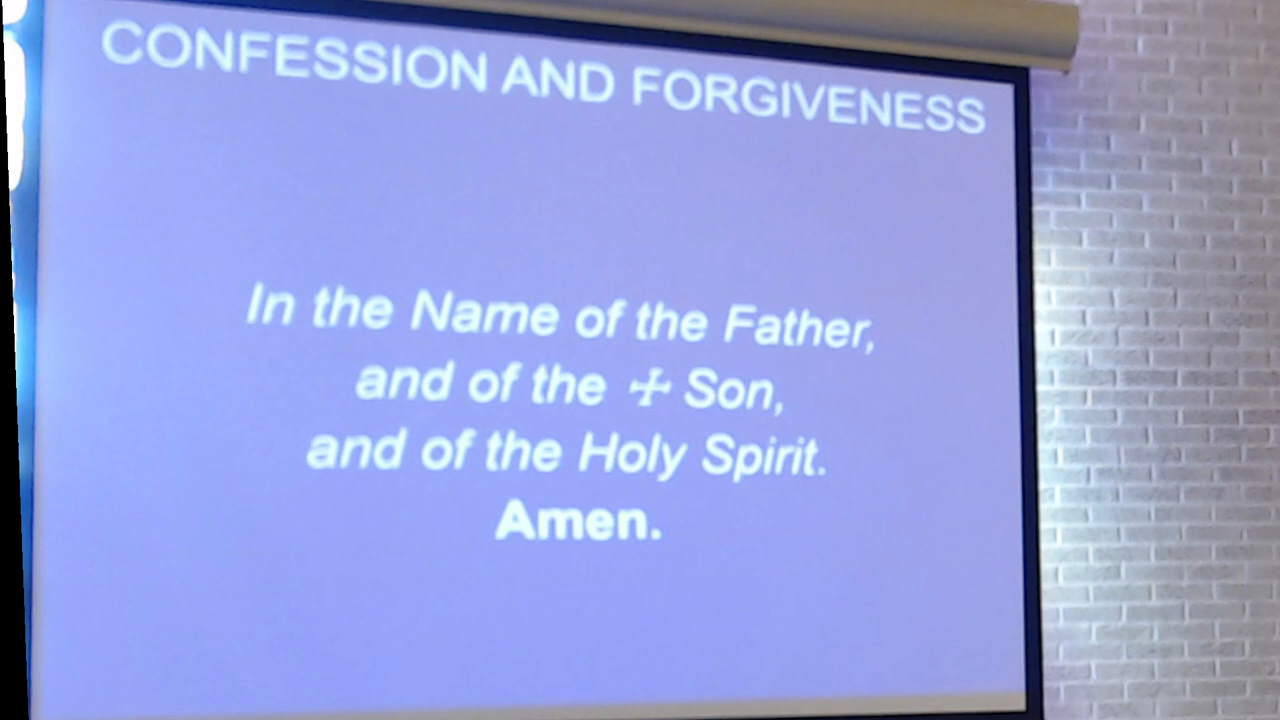 CONFESSION AND FORGIVENESS
In the Name of the Father,
and of the ☩ Son,
and of the Holy Spirit.
Amen.